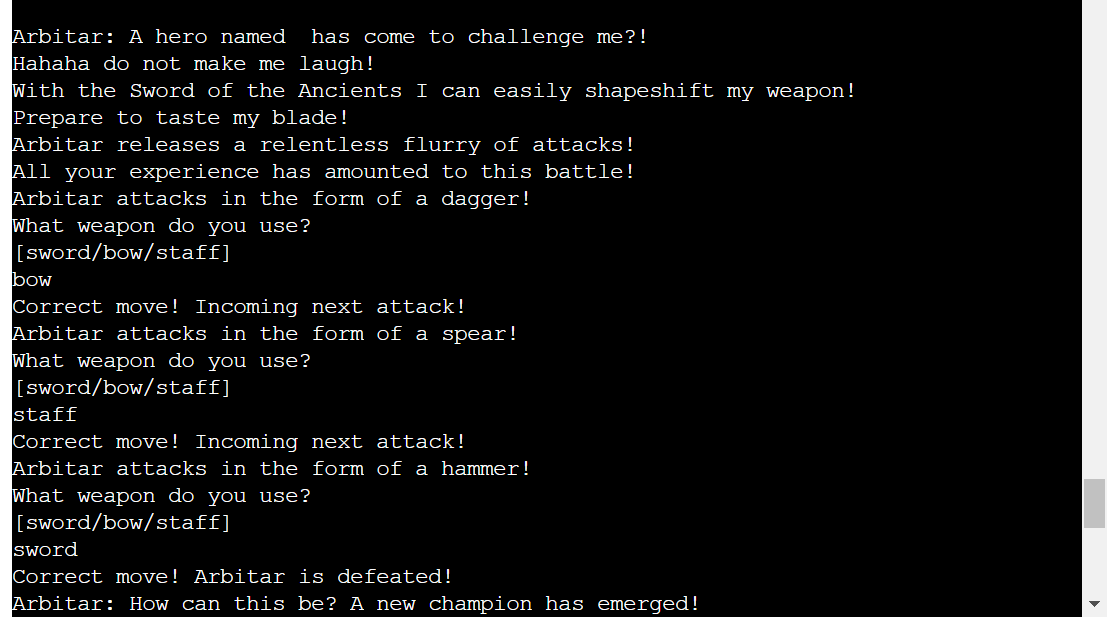 Arbitar: A hero named  has come to challenge me?!
Hahaha do not make me laugh!
With the Sword of the Ancients I can easily shapeshift my weapon!
Prepare to taste my blade!
Arbitar releases a relentless flurry of attacks!
All your experience has amounted to this battle!
Arbitar attacks in the form of a dagger!
What weapon do you use?
[sword/bow/staff]
bow
Correct move! Incoming next attack!
Arbitar attacks in the form of a spear!
What weapon do you use?
[sword/bow/staff]
staff
Correct move! Incoming next attack!
Arbitar attacks in the form of a hammer!
What weapon do you use?
[sword/bow/staff]
sword
Correct move! Arbitar is defeated!
Arbitar: How can this be? A new champion has emerged!